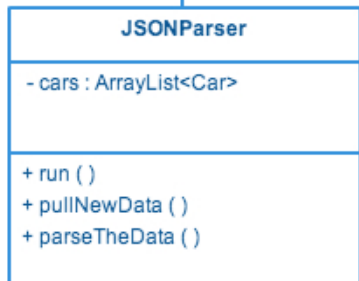 JSONParser
- cars : ArrayList<Car>
+ run ( )
+ pullNewData ( )
+ parseTheData ( )